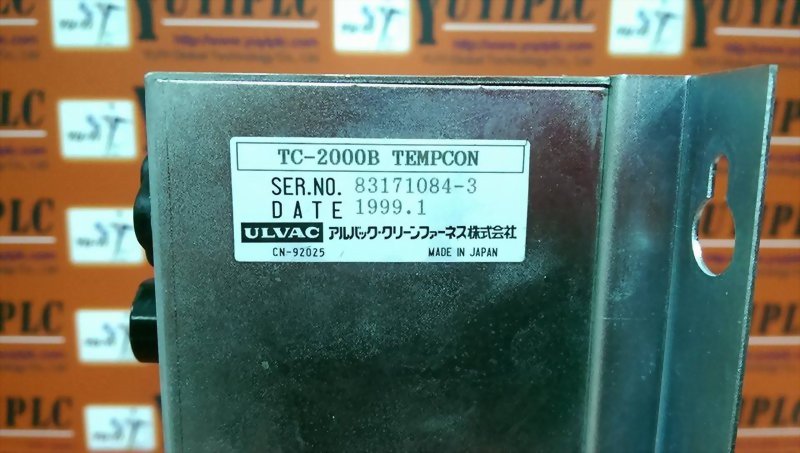 TC-2000B TEMPCON
SER.NO. 83171084-3
DATE 1999.1
ULVAC アルバック・クリーンファーネス株式会社
CN-92025 MADE IN JAPAN